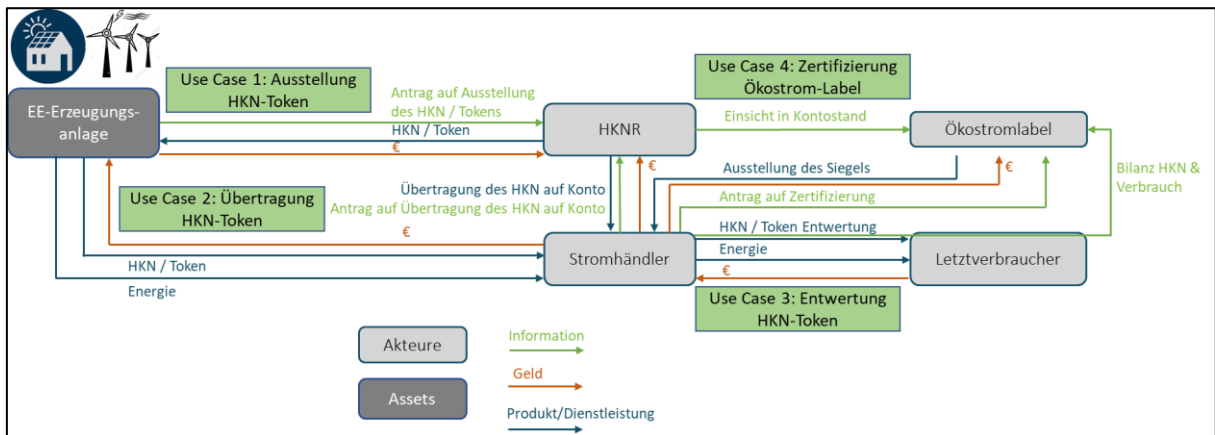 Use Case 1: Ausstellung
HKN-Token
Use Case 4: Zertifizierung
Ökostrom-Label
EE-Erzeugungs-
anlage
Antrag auf Ausstellung
des HKN / Tokens
HKN / Token
€
HKNR
Einsicht in Kontostand
Ökostromlabel
Use Case 2: Übertragung
HKN-Token
Übertragung des HKN auf Konto
Antrag auf Übertragung des HKN auf Konto
€
€
Ausstellung des Siegels
€
Antrag auf Zertifizierung
Bilanz HKN &
Verbrauch
HKN / Token
Energie
Stromhändler
HKN / Token Entwertung
Energie
€
Letztverbraucher
Use Case 3: Entwertung
HKN-Token
Akteure
Assets
Information
Geld
Produkt/Dienstleistung